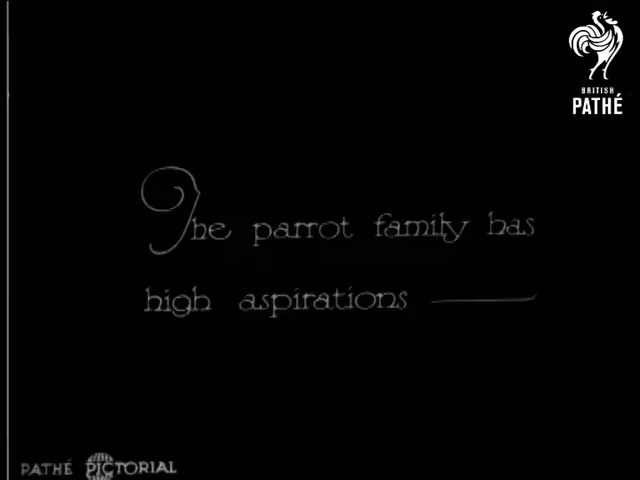 BRITISH
PATHÉ
The parrot family has
high aspirations ——
PATHÉ PICTORIAL